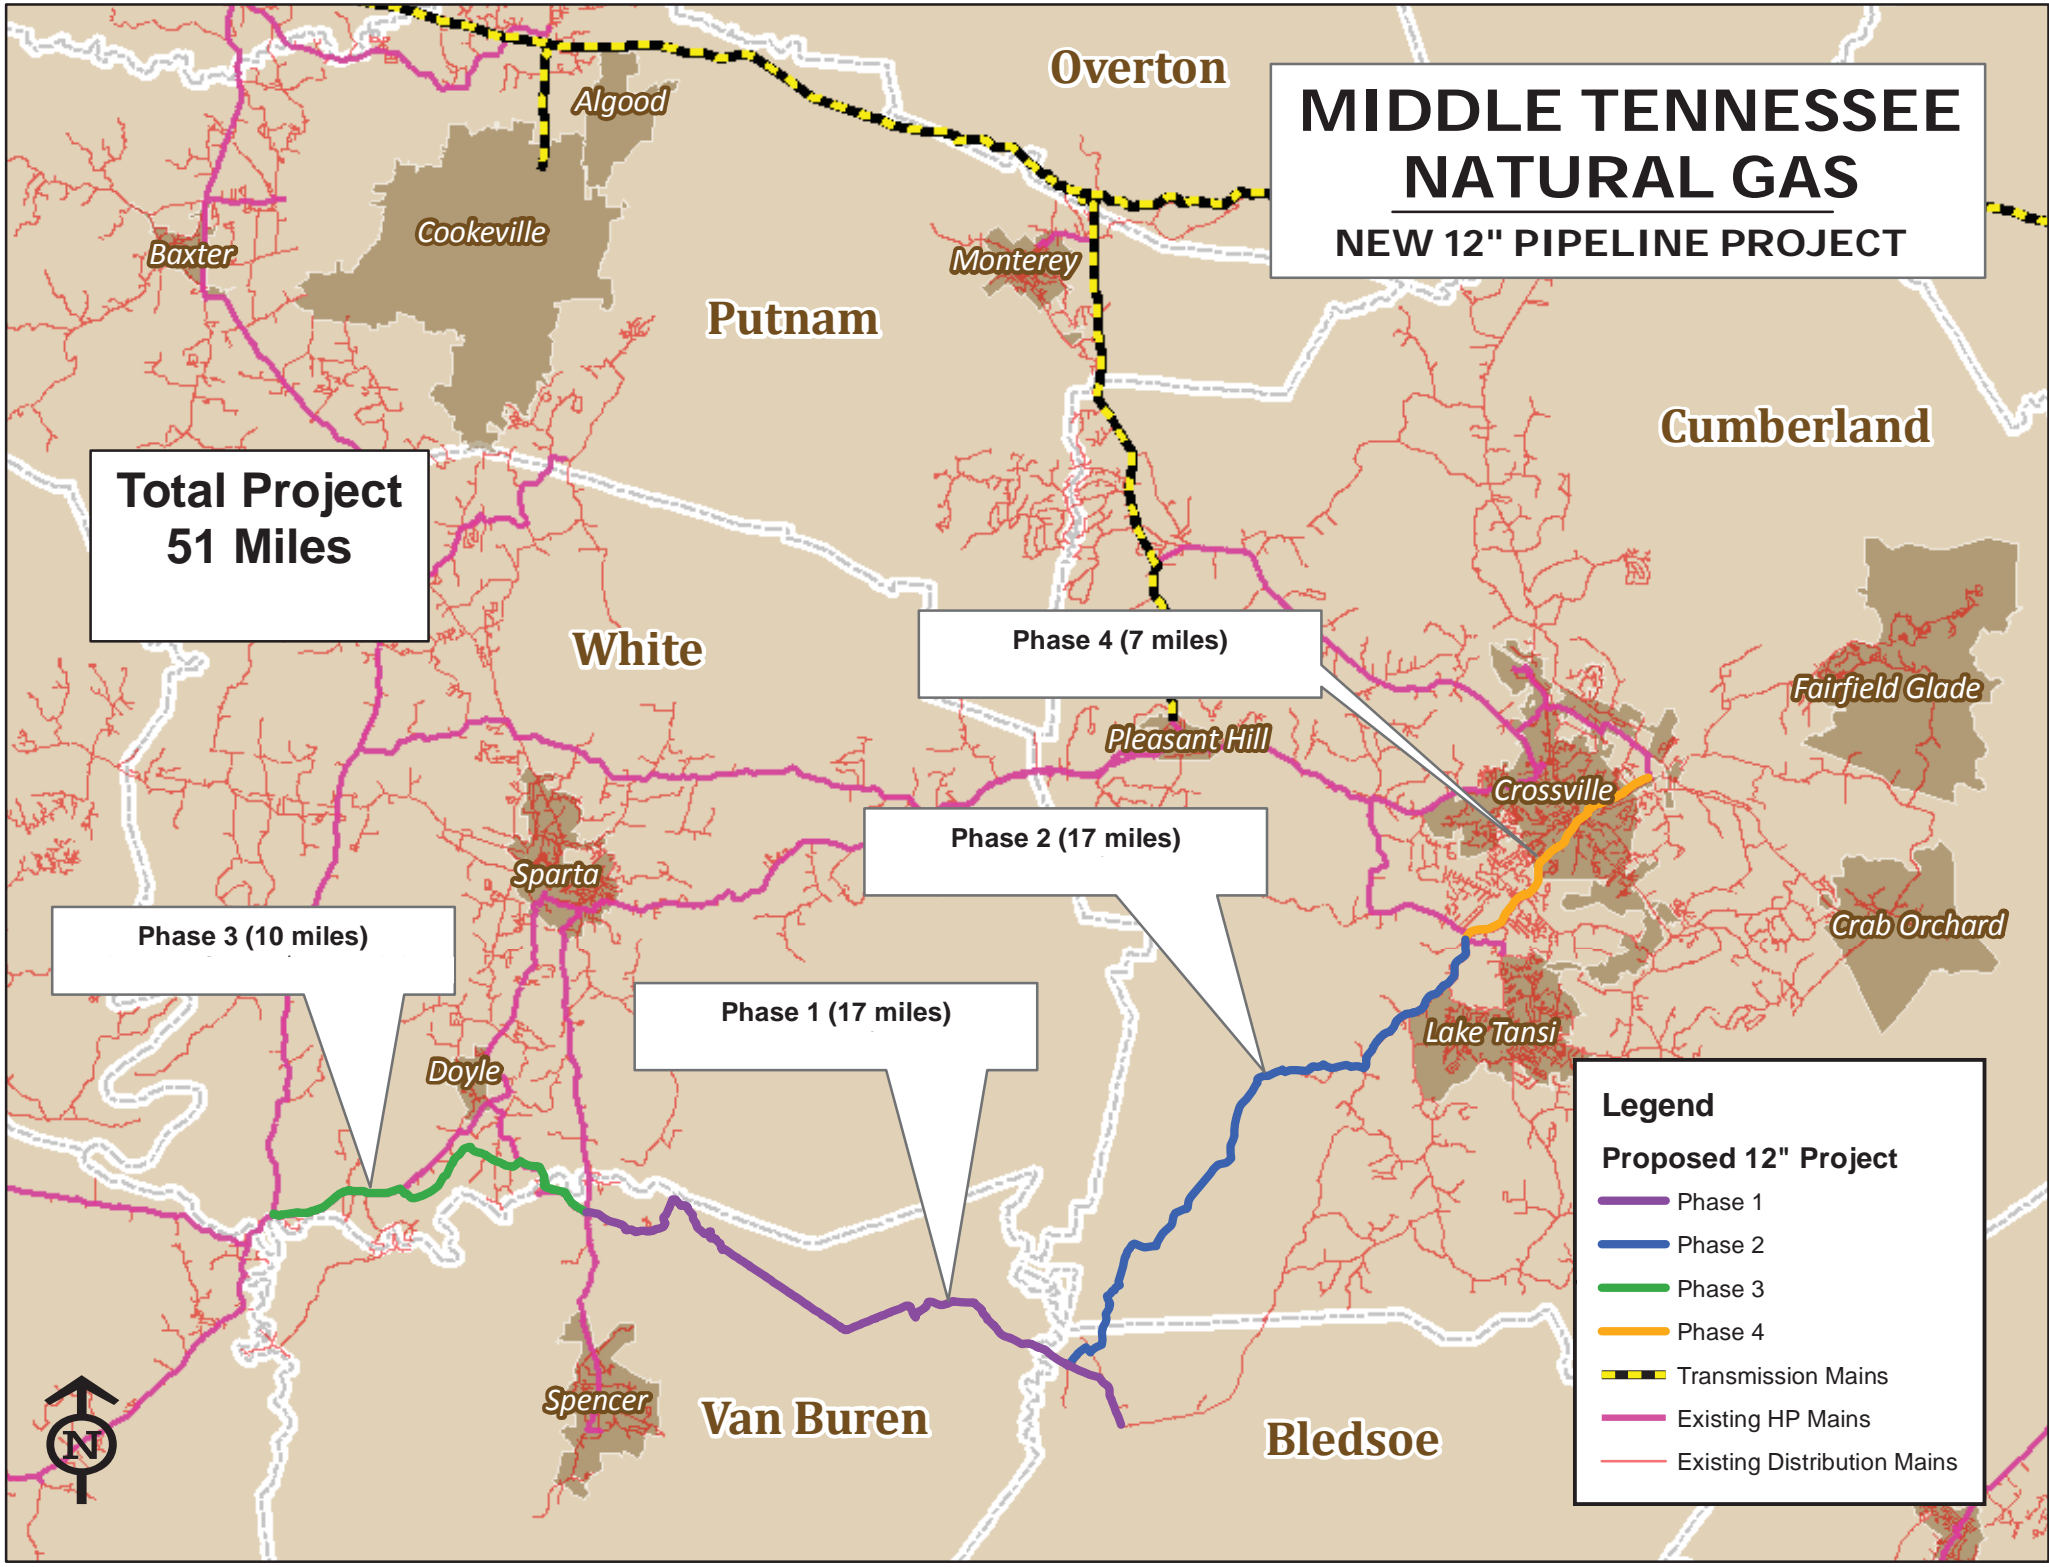 Overton
MIDDLE TENNESSEE
NATURAL GAS
NEW 12" PIPELINE PROJECT
Algood
Cookeville
Baxter
Monterey
Putnam
Cumberland
Total Project
51 Miles
White
Phase 4 (7 miles)
Fairfield Glade
Pleasant Hill
Crossville
Phase 2 (17 miles)
Sparta
Crab Orchard
Phase 3 (10 miles)
Phase 1 (17 miles)
Lake Tansi
Doyle
Legend
Proposed 12" Project
Phase 1
Phase 2
Phase 3
Phase 4
Transmission Mains
Existing HP Mains
Existing Distribution Mains
Spencer
Van Buren
Bledsoe
N